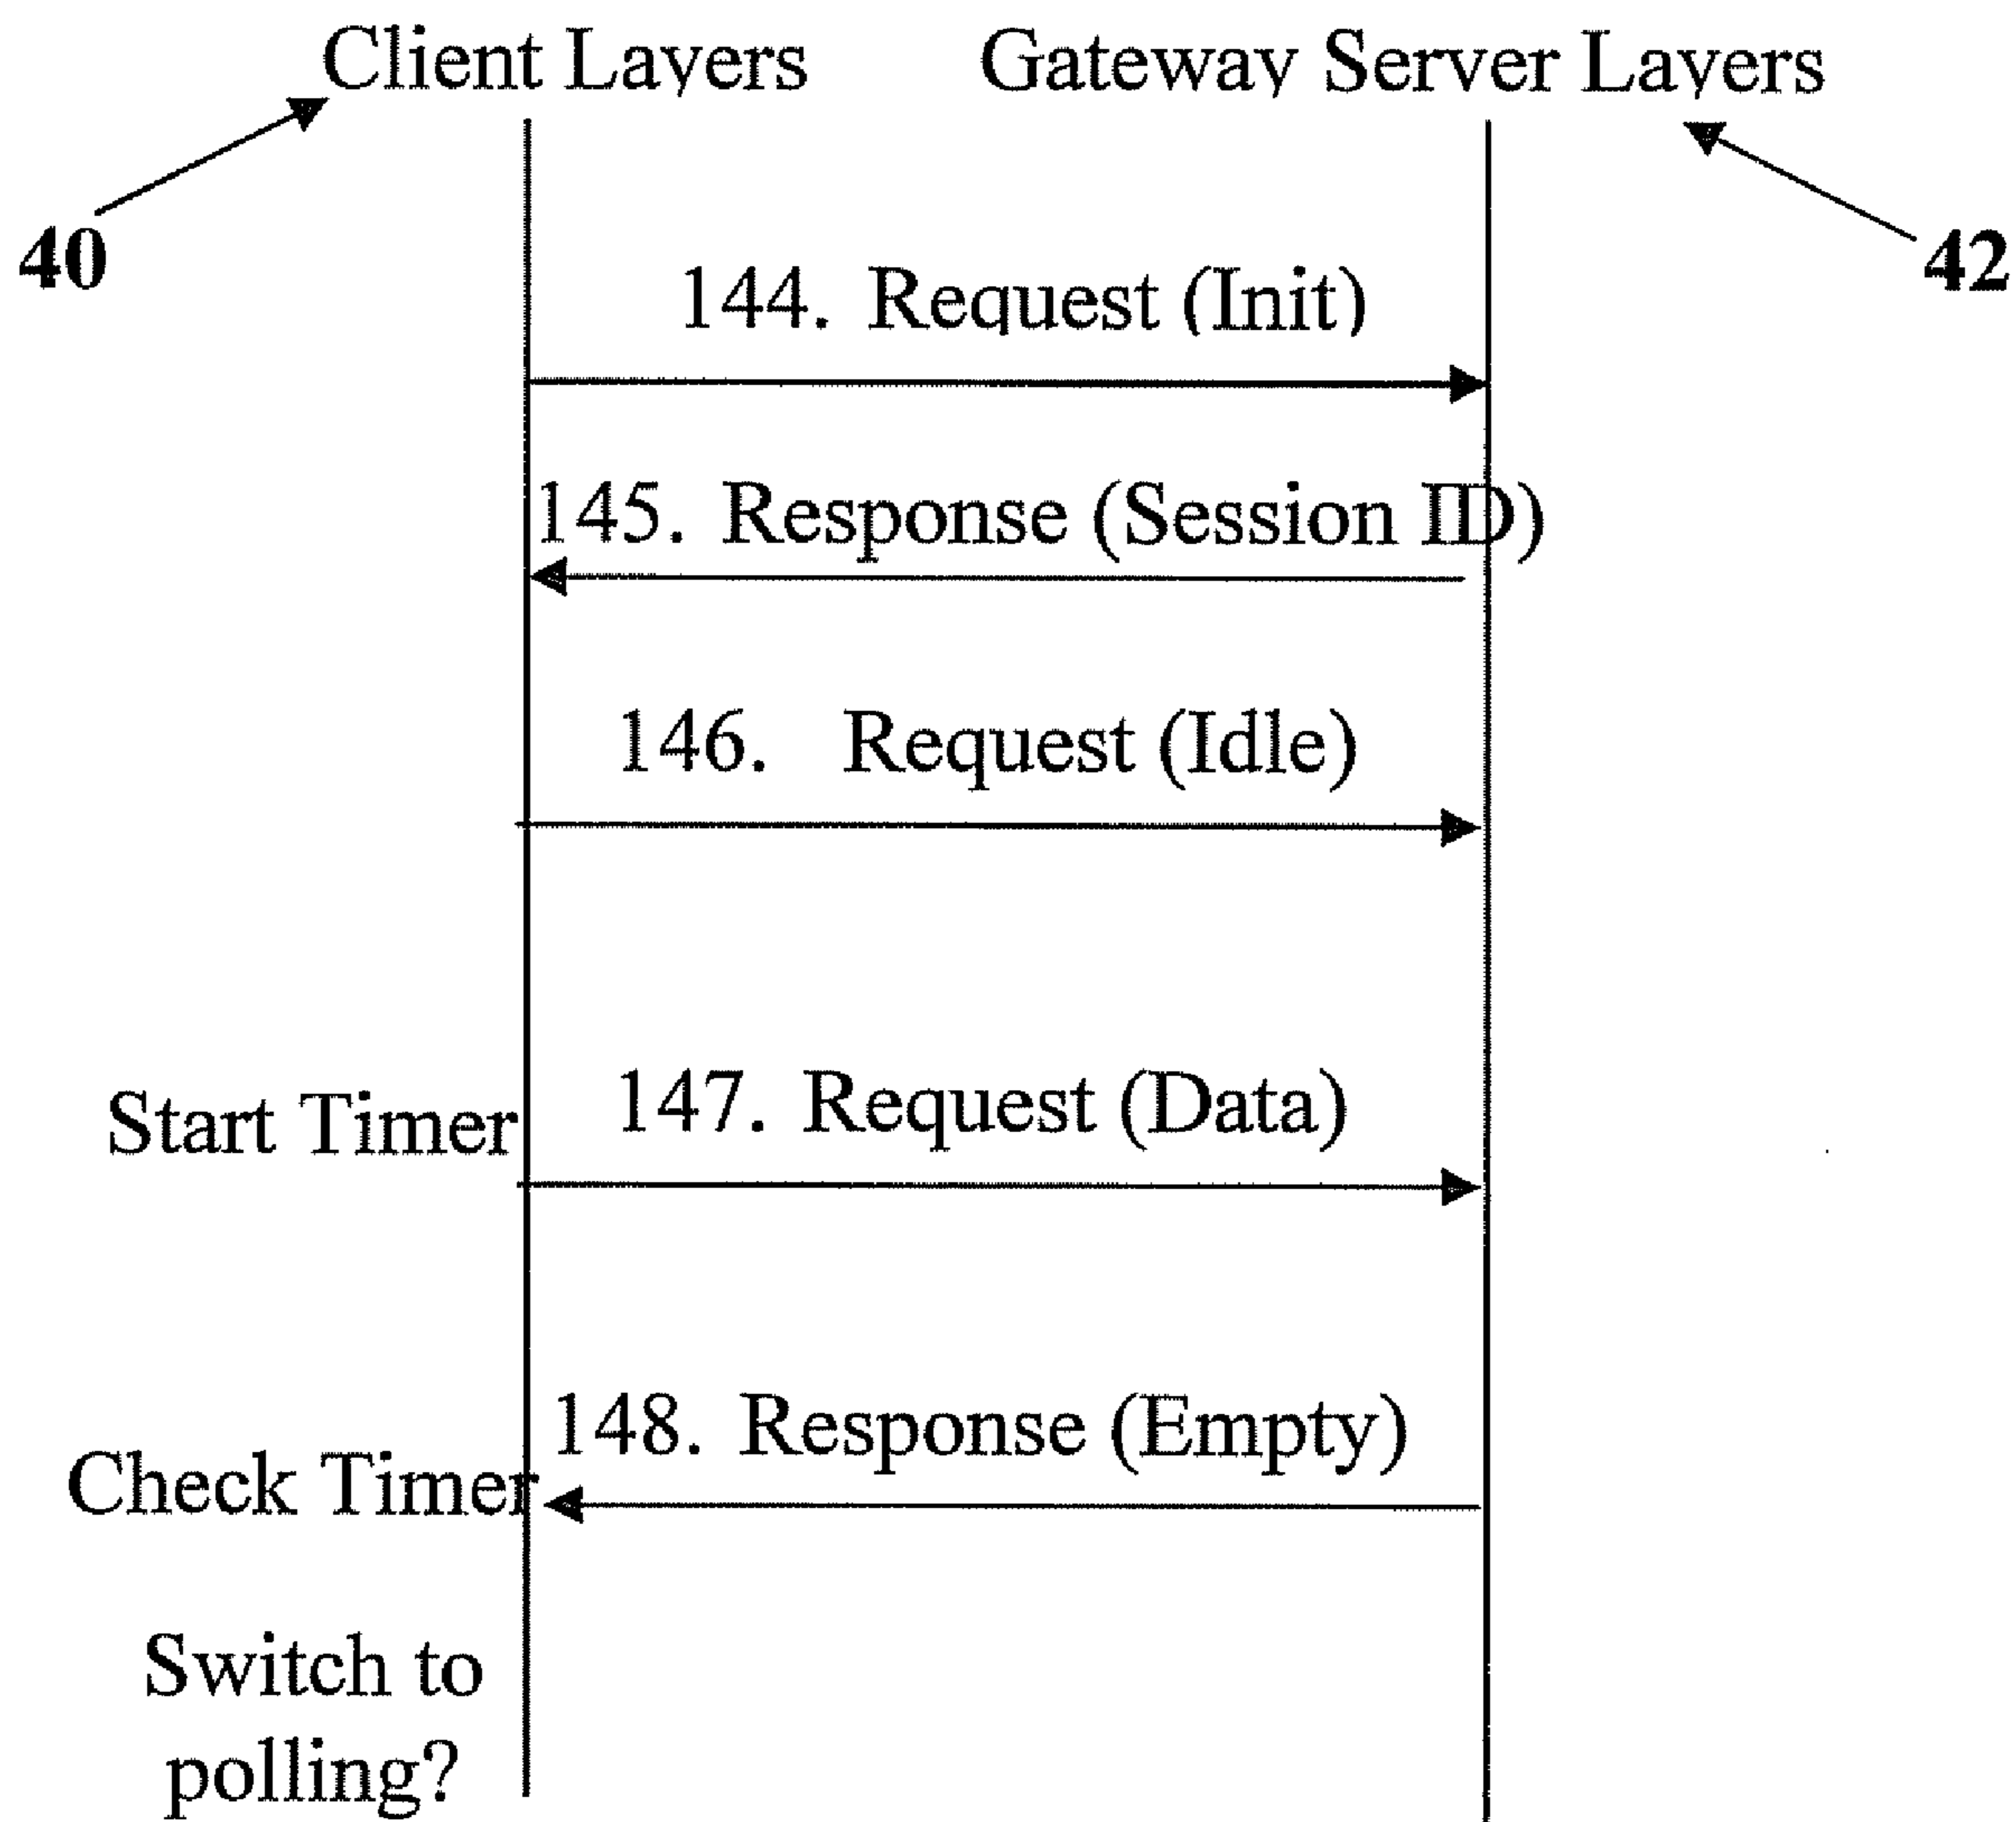 Client Layers
Gateway Server Layers
40
42
144. Request (Init)
145. Response (Session ID)
146. Request (Idle)
Start Timer
147. Request (Data)
148. Response (Empty)
Check Timer
Switch to
polling?